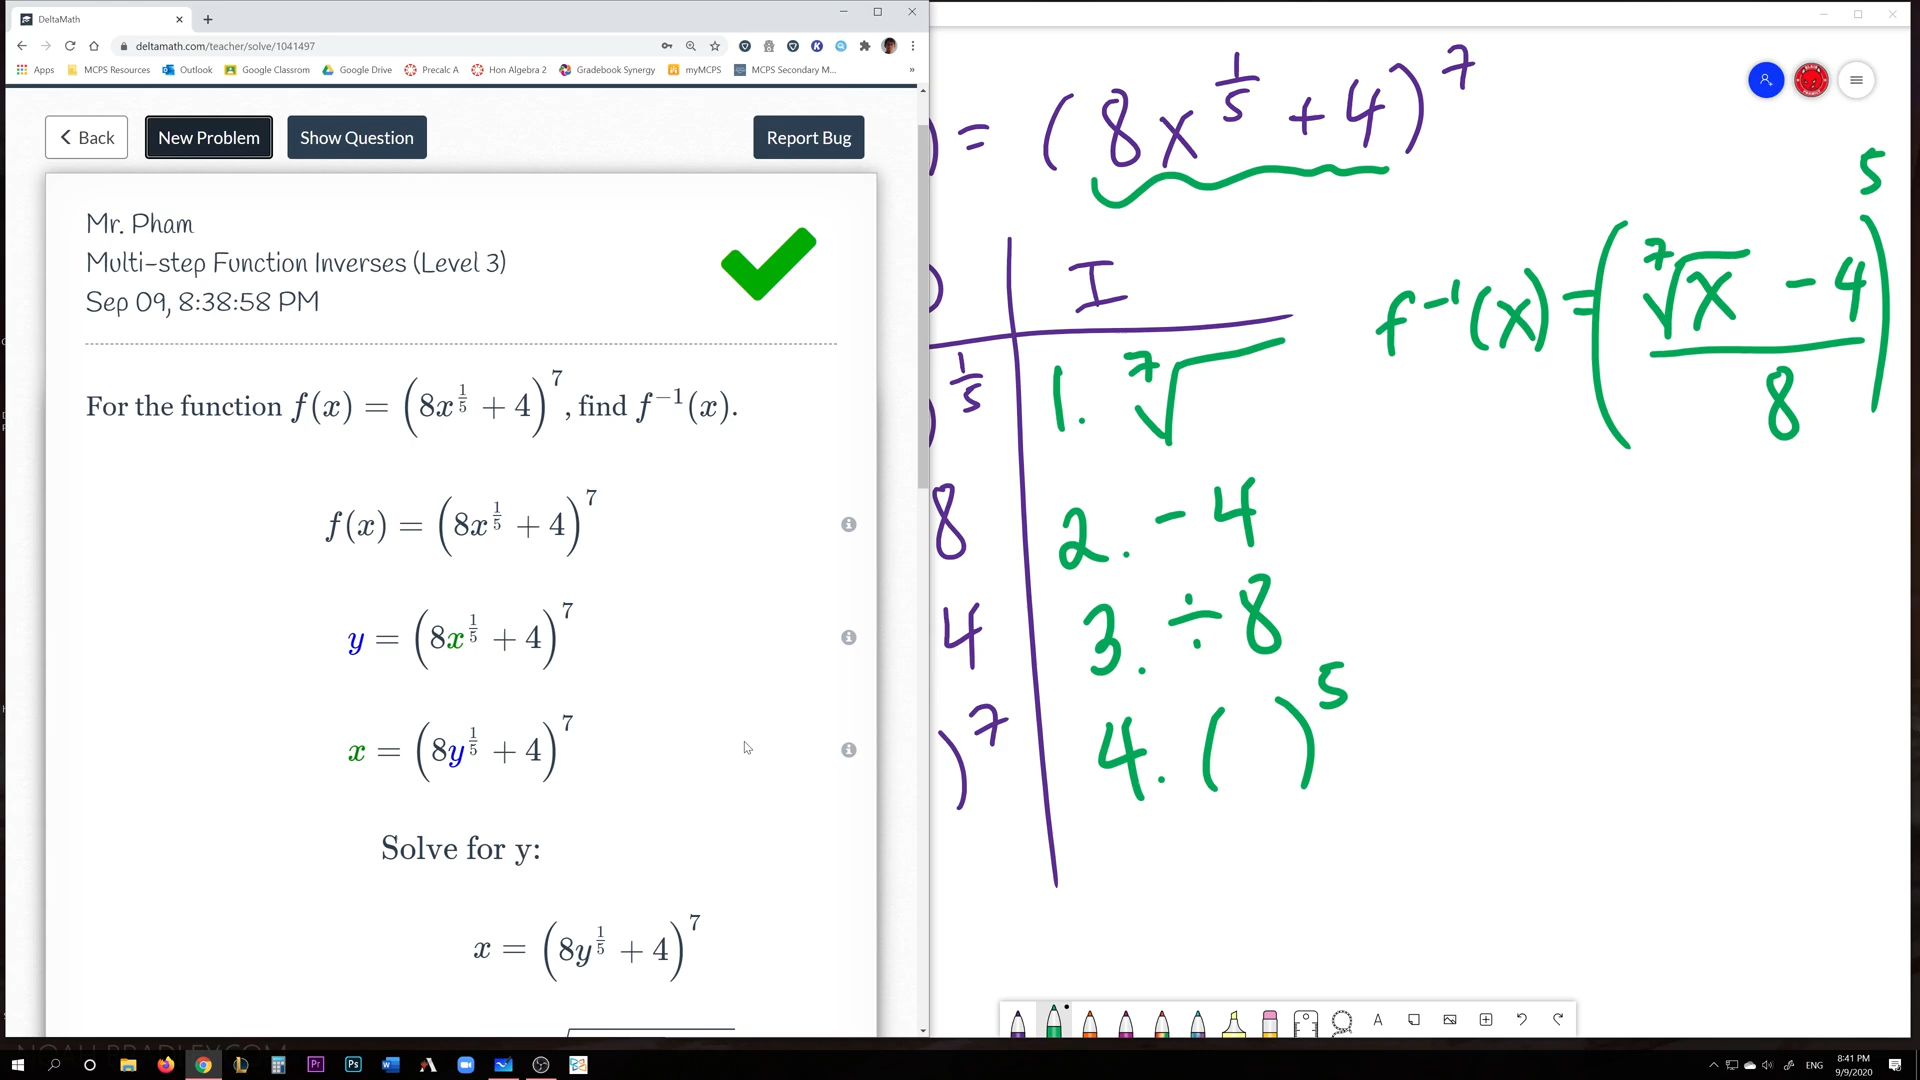 DeltaMath
deltamath.com/teacher/solve/1041497
Apps MCPS Resources Outlook Google Classrom Google Drive Precalc A Hon Algebra 2 Gradebook Synergy myMCPS MCPS Secondary M... »
Back New Problem Show Question Report Bug
Mr. Pham
Multi-step Function Inverses (Level 3)
Sep 09, 8:38:58 PM
For the function f(x) = (8x^{1/5} + 4)^7, find f^{-1}(x).
f(x) = (8x^{1/5} + 4)^7
y = (8x^{1/5} + 4)^7
x = (8y^{1/5} + 4)^7
Solve for y:
x = (8y^{1/5} + 4)^7
) = (8x^{1/5} + 4)^7
I
)^{1/5} 1. ⁷√
8 2. - 4
4 3. ÷ 8
)^7 4. ( )^5
f^{-1}(x) = ((⁷√x - 4)/8)^5
A
ENG
8:41 PM
9/9/2020